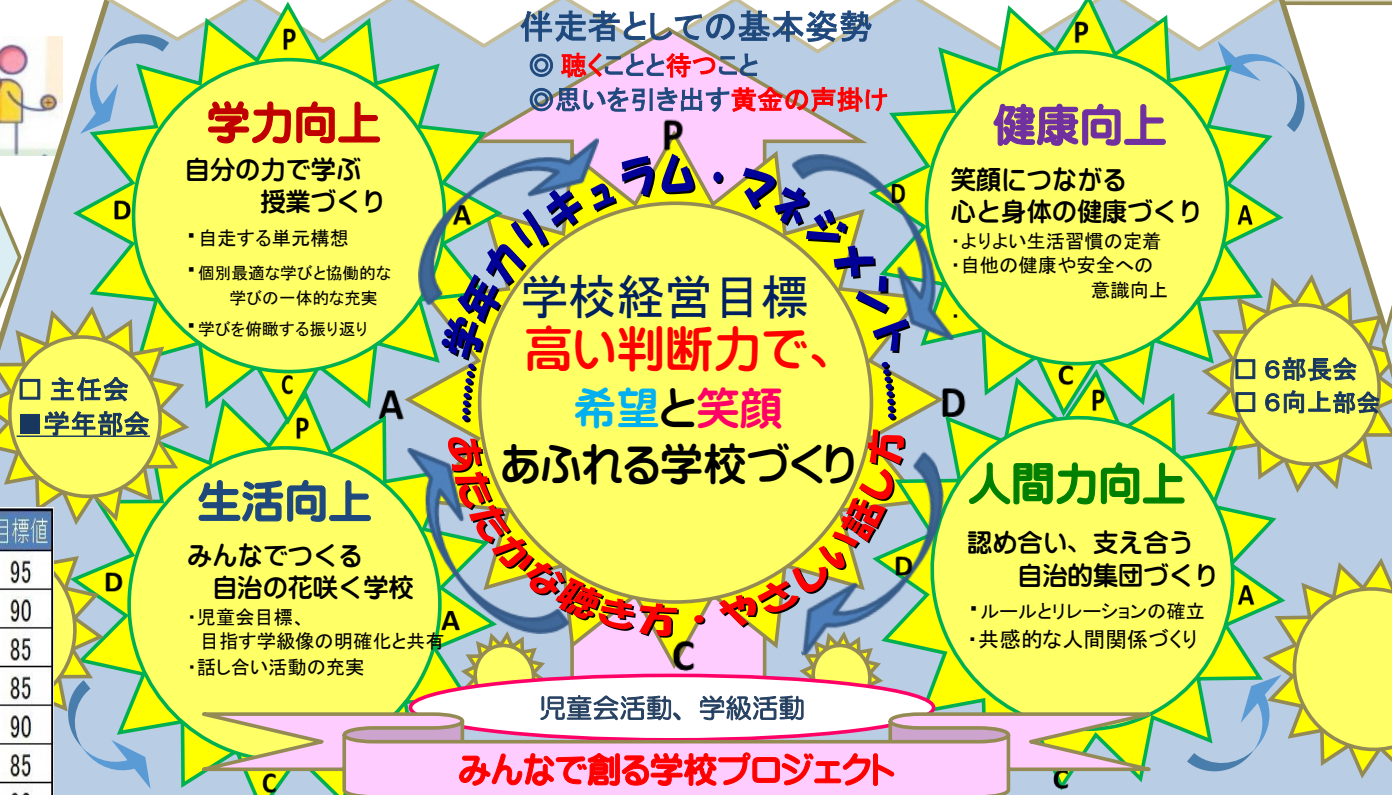 伴走者としての基本姿勢
◎ 聴くことと待つこと
◎思いを引き出す黄金の声掛け
P
学力向上
自分の力で学ぶ
授業づくり
・自走する単元構想
・個別最適な学びと協働的な
学びの一体的な充実
・学びを俯瞰する振り返り
D
A
C
P
健康向上
笑顔につながる
心と身体の健康づくり
・よりよい生活習慣の定着
・自他の健康や安全への
意識向上
・
D
A
C
P
学年カリキュラム・マネジメント
学校経営目標
高い判断力で、
希望と笑顔
あふれる学校づくり
あたたかな聴き方・やさしい話し方
A
D
C
□ 主任会
■学年部会
□ 6部長会
□ 6向上部会
P
生活向上
みんなでつくる
自治の花咲く学校
・児童会目標、
目指す学級像の明確化と共有
・話し合い活動の充実
D
A
C
P
人間力向上
認め合い、支え合う
自治的集団づくり
・ルールとリレーションの確立
・共感的な人間関係づくり
D
A
C
目標値
95
90
85
85
90
85
児童会活動、学級活動
みんなで創る学校プロジェクト